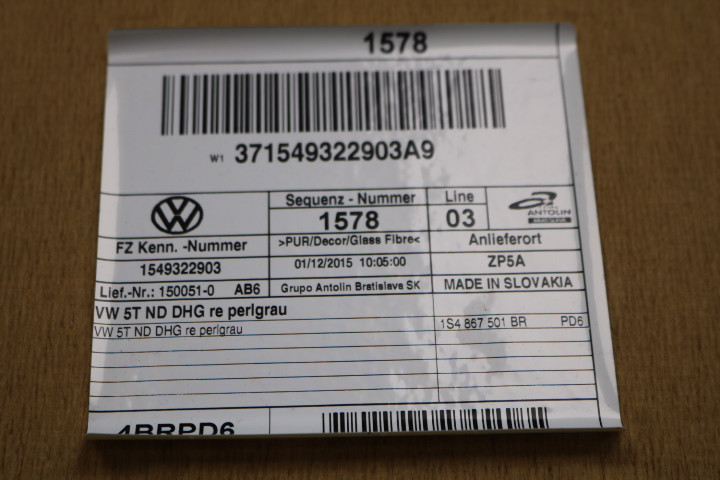 1578
W1 371549322903A9
Sequenz - Nummer
1578
Line
03
ANTOLIN
FZ Kenn. -Nummer
1549322903
>PUR/Decor/Glass Fibre<
01/12/2015 10:05:00
Anlieferort
ZP5A
Lief.-Nr.: 150051-0 AB6
Grupo Antolin Bratislava SK
MADE IN SLOVAKIA
VW 5T ND DHG re perlgrau
VW 5T ND DHG re perlgrau
1S4 867 501 BR PD6
4BRPD6